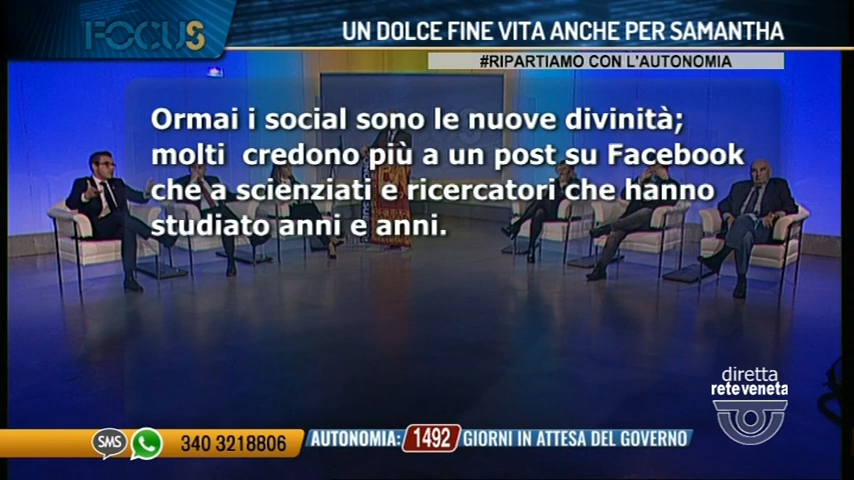 FOCUS
UN DOLCE FINE VITA ANCHE PER SAMANTHA
#RIPARTIAMO CON L'AUTONOMIA
Ormai i social sono le nuove divinità;
molti credono più a un post su Facebook
che a scienziati e ricercatori che hanno
studiato anni e anni.
diretta
reteveneta
SMS 340 3218806 AUTONOMIA: 1492 GIORNI IN ATTESA DEL GOVERNO